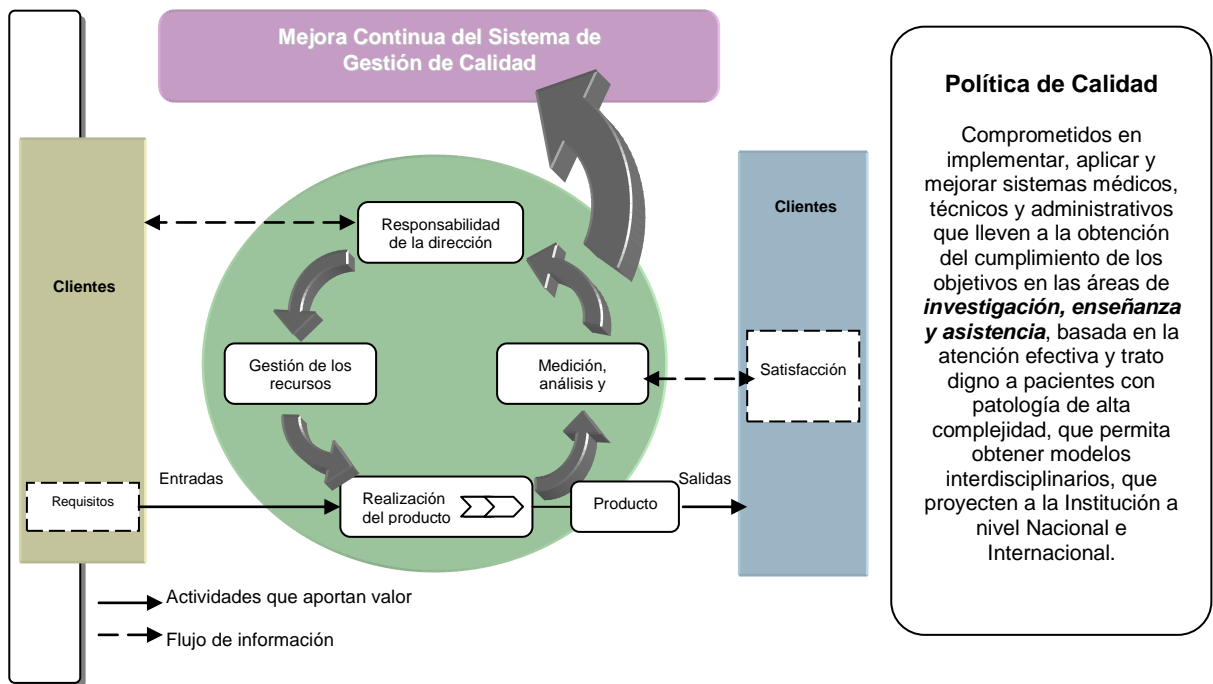 Mejora Continua del Sistema de
Gestión de Calidad
Clientes
Requisitos
Entradas
Responsabilidad
de la dirección
Gestión de los
recursos
Medición,
análisis y
Realización
del producto
Producto
Salidas
Clientes
Satisfacción
Actividades que aportan valor
Flujo de información
Política de Calidad
Comprometidos en
implementar, aplicar y
mejorar sistemas médicos,
técnicos y administrativos
que lleven a la obtención
del cumplimiento de los
objetivos en las áreas de
investigación, enseñanza
y asistencia, basada en la
atención efectiva y trato
digno a pacientes con
patología de alta
complejidad, que permita
obtener modelos
interdisciplinarios, que
proyecten a la Institución a
nivel Nacional e
Internacional.